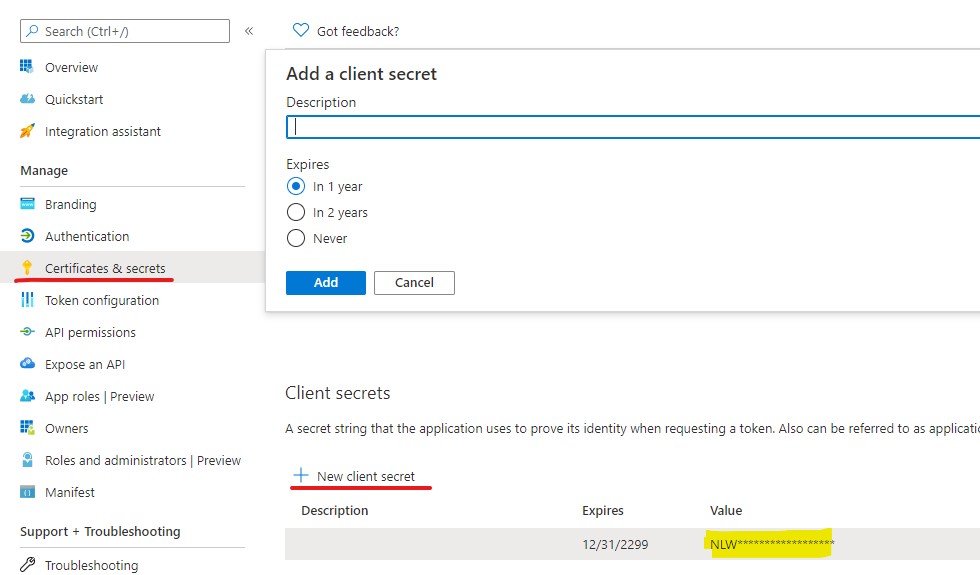 Search (Ctrl+/)
«
Overview
Quickstart
Integration assistant
Manage
Branding
Authentication
Certificates & secrets
Token configuration
API permissions
Expose an API
App roles | Preview
Owners
Roles and administrators | Preview
Manifest
Support + Troubleshooting
Troubleshooting
Got feedback?
Add a client secret
Description
Expires
In 1 year
In 2 years
Never
Add Cancel
Client secrets
A secret string that the application uses to prove its identity when requesting a token. Also can be referred to as applicatio
New client secret
Description Expires Value
12/31/2299 NLW******************